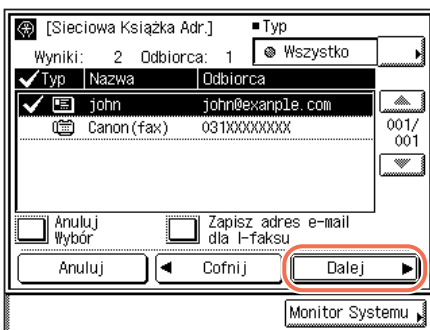 [Sieciowa Książka Adr.] ▪Typ
Wyniki: 2 Odbiorca: 1 Wszystko
Typ Nazwa Odbiorca
john john@exanple.com
Canon(fax) 031XXXXXXXX
001/
001
Anuluj Wybór
Zapisz adres e-mail
dla I-faksu
Anuluj Cofnij Dalej
Monitor Systemu